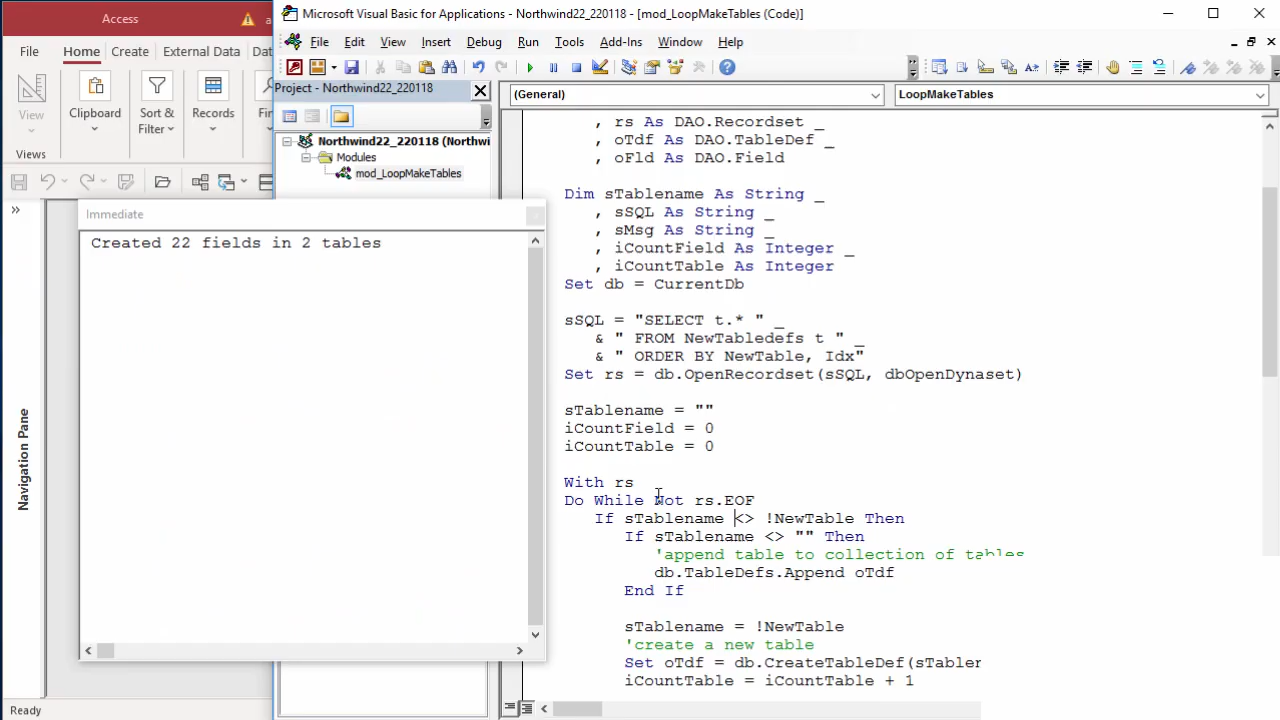 Access
Microsoft Visual Basic for Applications - Northwind22_220118 - [mod_LoopMakeTables (Code)]
File Home Create External Data Dat
File Edit View Insert Debug Run Tools Add-Ins Window Help
View
Clipboard
Sort &
Filter
Records
Views
Project - Northwind22_220118
Northwind22_220118 (Northwi
Modules
mod_LoopMakeTables
Navigation Pane
Ready
Immediate
Created 22 fields in 2 tables
(General)
LoopMakeTables
, rs As DAO.Recordset _
, oTdf As DAO.TableDef _
, oFld As DAO.Field
Dim sTablename As String _
, sSQL As String _
, sMsg As String _
, iCountField As Integer _
, iCountTable As Integer
Set db = CurrentDb
sSQL = "SELECT t.* " _
& " FROM NewTabledefs t " _
& " ORDER BY NewTable, Idx"
Set rs = db.OpenRecordset(sSQL, dbOpenDynaset)
sTablename = ""
iCountField = 0
iCountTable = 0
With rs
Do While Not rs.EOF
If sTablename <> !NewTable Then
If sTablename <> "" Then
'append table to collection of tables
db.TableDefs.Append oTdf
End If
sTablename = !NewTable
'create a new table
Set oTdf = db.CreateTableDef(sTabler
iCountTable = iCountTable + 1